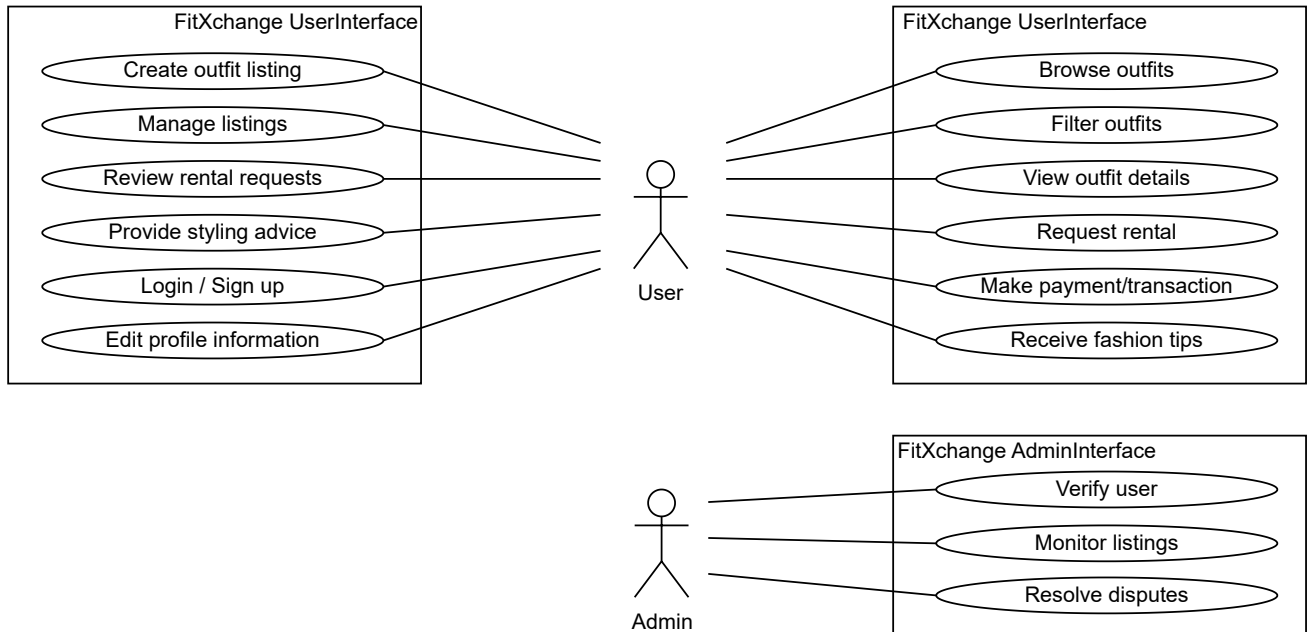 FitXchange UserInterface
Create outfit listing
Manage listings
Review rental requests
Provide styling advice
Login / Sign up
Edit profile information
User
FitXchange UserInterface
Browse outfits
Filter outfits
View outfit details
Request rental
Make payment/transaction
Receive fashion tips
Admin
FitXchange AdminInterface
Verify user
Monitor listings
Resolve disputes